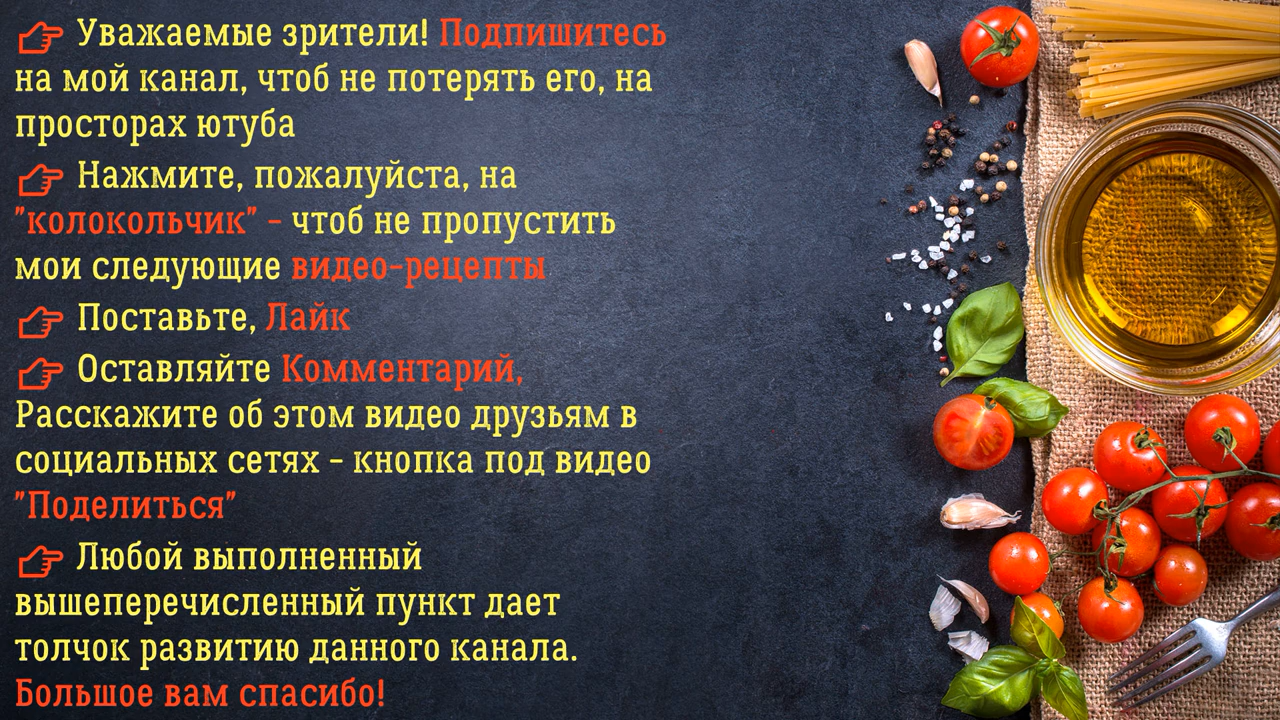 Уважаемые зрители! Подпишитесь
на мой канал, чтоб не потерять его, на
просторах ютуба
Нажмите, пожалуйста, на
"колокольчик" - чтоб не пропустить
мои следующие видео-рецепты
Поставьте, Лайк
Оставляйте Комментарий,
Расскажите об этом видео друзьям в
социальных сетях - кнопка под видео
"Поделиться"
Любой выполненный
вышеперечисленный пункт дает
толчок развитию данного канала.
Большое вам спасибо!